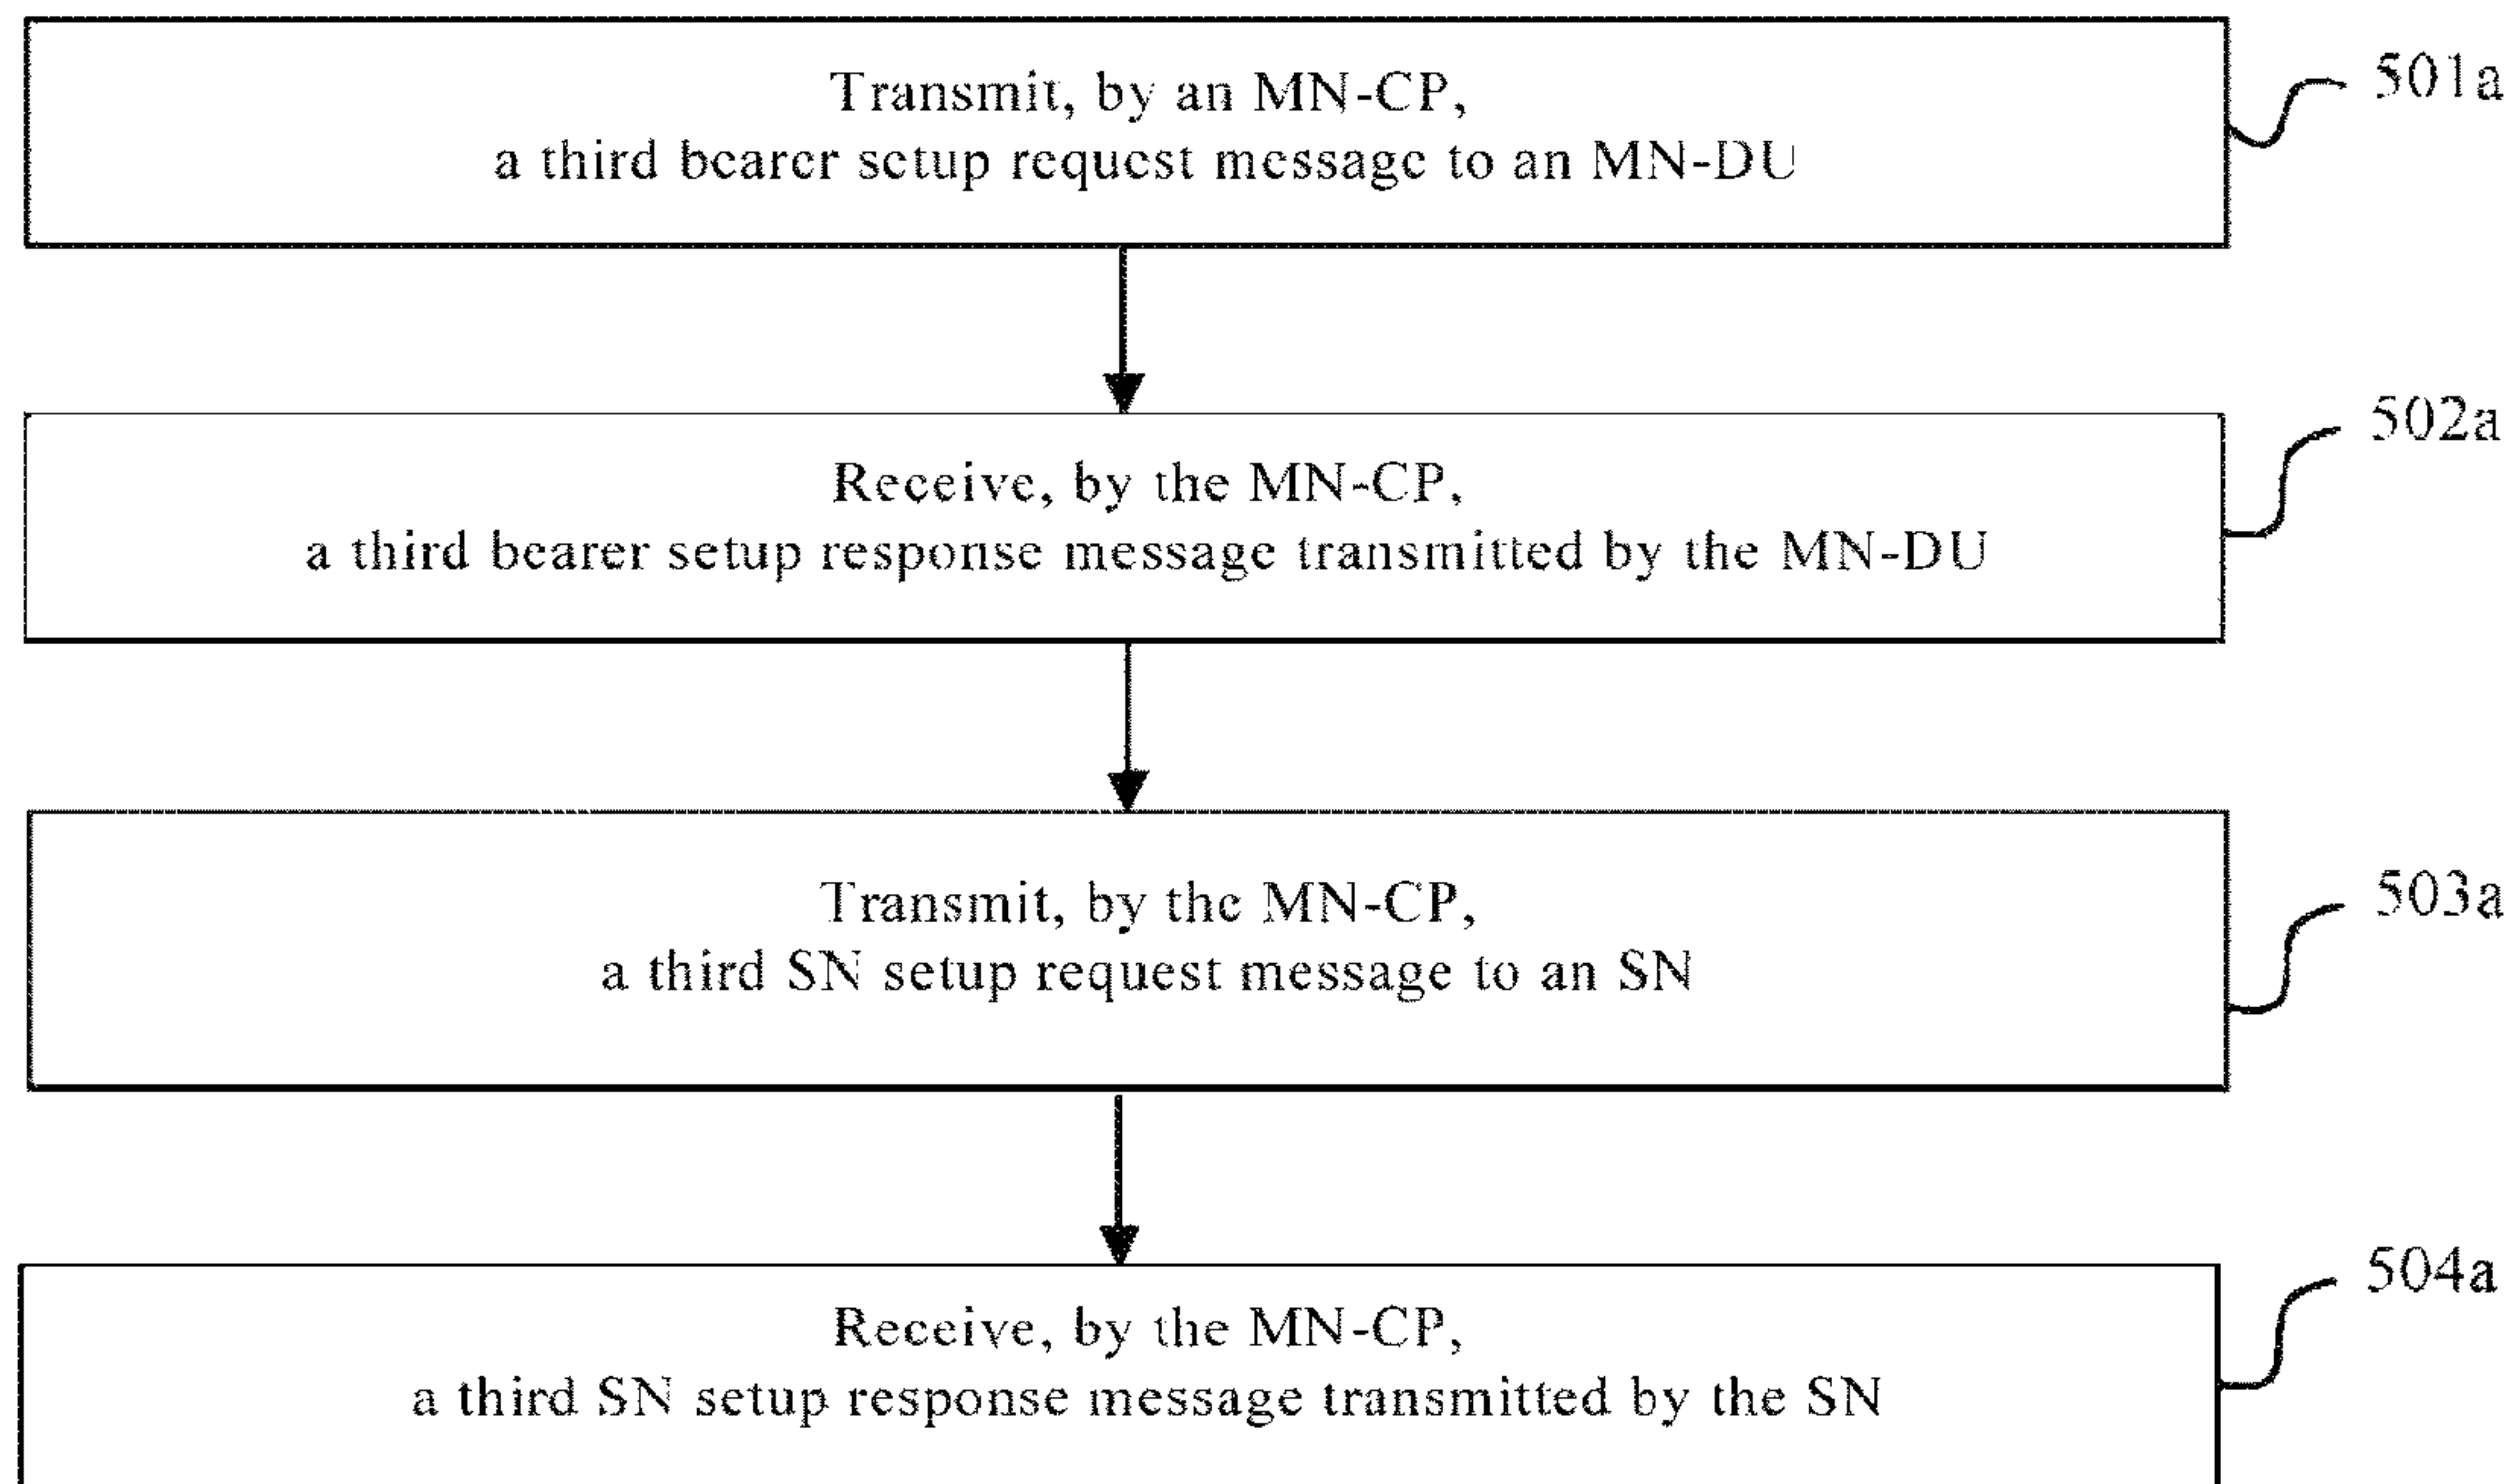 Transmit, by an MN-CP,
a third bearer setup request message to an MN-DU
501a
Receive, by the MN-CP,
a third bearer setup response message transmitted by the MN-DU
502a
Transmit, by the MN-CP,
a third SN setup request message to an SN
503a
Receive, by the MN-CP,
a third SN setup response message transmitted by the SN
504a